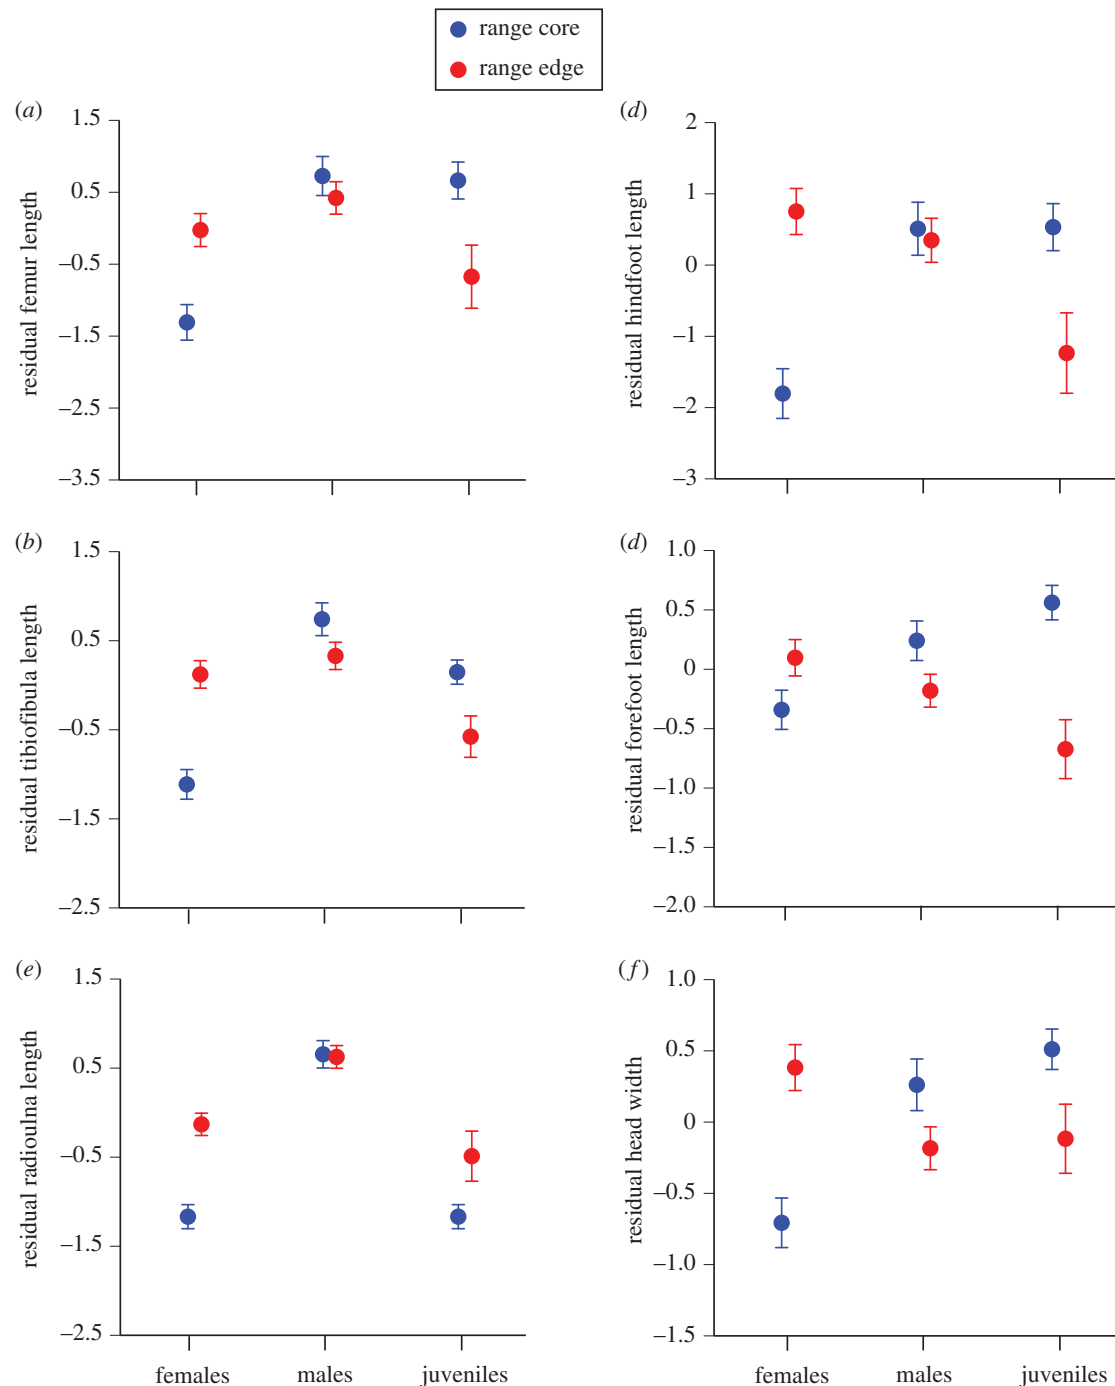 range core
range edge
(a)
1.5
0.5
–0.5
–1.5
–2.5
–3.5
residual femur length
(d)
2
1
0
–1
–2
–3
residual hindfoot length
(b)
1.5
0.5
–0.5
–1.5
–2.5
residual tibiofibula length
(d)
1.0
0.5
0
–0.5
–1.0
–1.5
–2.0
residual forefoot length
(e)
1.5
0.5
–0.5
–1.5
–2.5
residual radioulna length
females males juveniles
(f)
1.0
0.5
0
–0.5
–1.0
–1.5
residual head width
females males juveniles